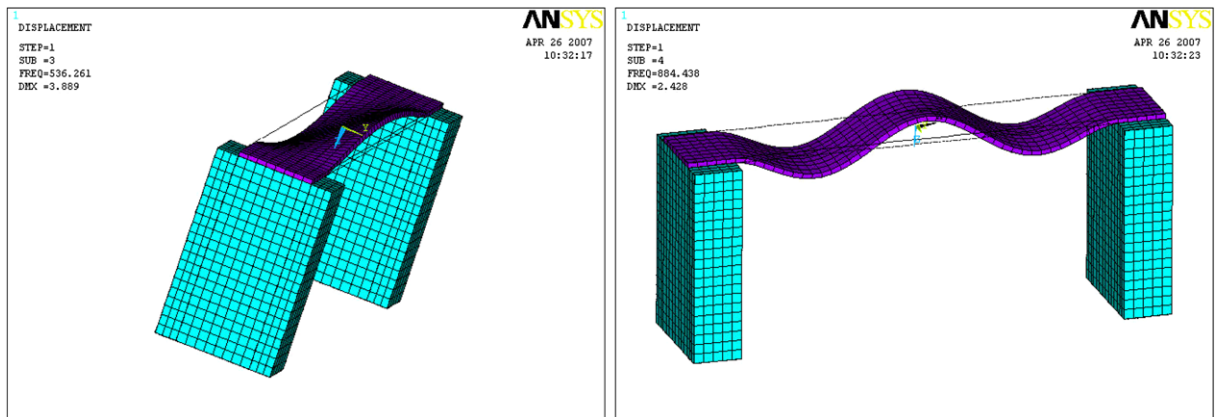 1
ANSYS
DISPLACEMENT
APR 26 2007
10:32:17
STEP=1
SUB =3
FREQ=536.261
DMX =3.889
Y
1
ANSYS
DISPLACEMENT
APR 26 2007
10:32:23
STEP=1
SUB =4
FREQ=884.438
DMX =2.428